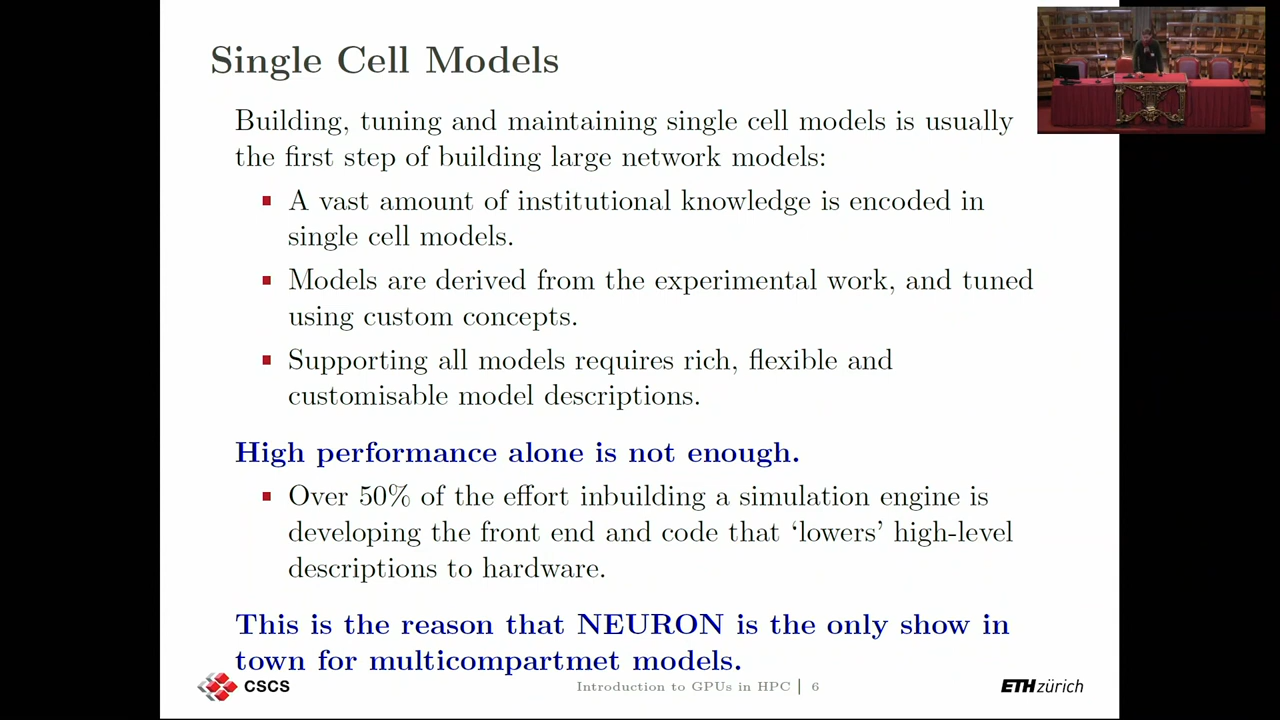 Single Cell Models
Building, tuning and maintaining single cell models is usually
the first step of building large network models:
A vast amount of institutional knowledge is encoded in
single cell models.
Models are derived from the experimental work, and tuned
using custom concepts.
Supporting all models requires rich, flexible and
customisable model descriptions.
High performance alone is not enough.
Over 50% of the effort inbuilding a simulation engine is
developing the front end and code that ‘lowers’ high-level
descriptions to hardware.
This is the reason that NEURON is the only show in
town for multicompartmet models.
CSCS
Introduction to GPUs in HPC | 6
ETH zürich